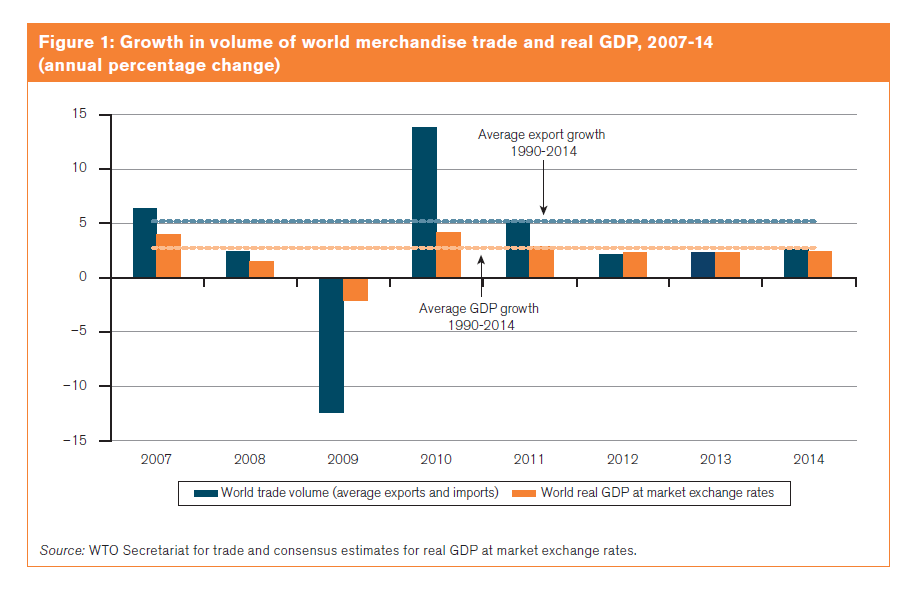 Figure 1: Growth in volume of world merchandise trade and real GDP, 2007-14
(annual percentage change)
15
Average export growth
1990-2014
10
5
0
Average GDP growth
1990-2014
−5
−10
−15
2007 2008 2009 2010 2011 2012 2013 2014
World trade volume (average exports and imports) World real GDP at market exchange rates
Source: WTO Secretariat for trade and consensus estimates for real GDP at market exchange rates.